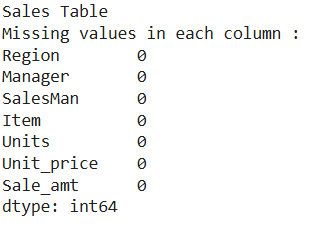 Sales Table
Missing values in each column :
Region 0
Manager 0
SalesMan 0
Item 0
Units 0
Unit_price 0
Sale_amt 0
dtype: int64